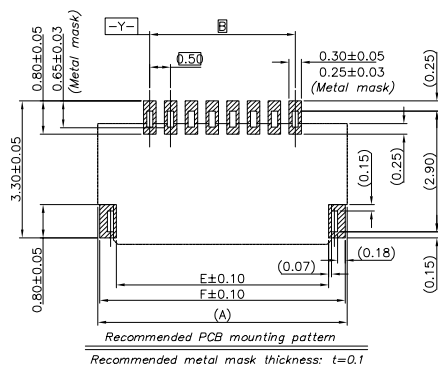 -Y-
B
0.50
0.30±0.05
0.25±0.03
(Metal mask)
0.80±0.05
0.65±0.03
(Metal mask)
(0.25)
3.30±0.05
(0.15)
(0.25)
(2.90)
0.80±0.05
(0.07)
(0.18)
(0.15)
E±0.10
F±0.10
(A)
Recommended PCB mounting pattern
Recommended metal mask thickness: t=0.1